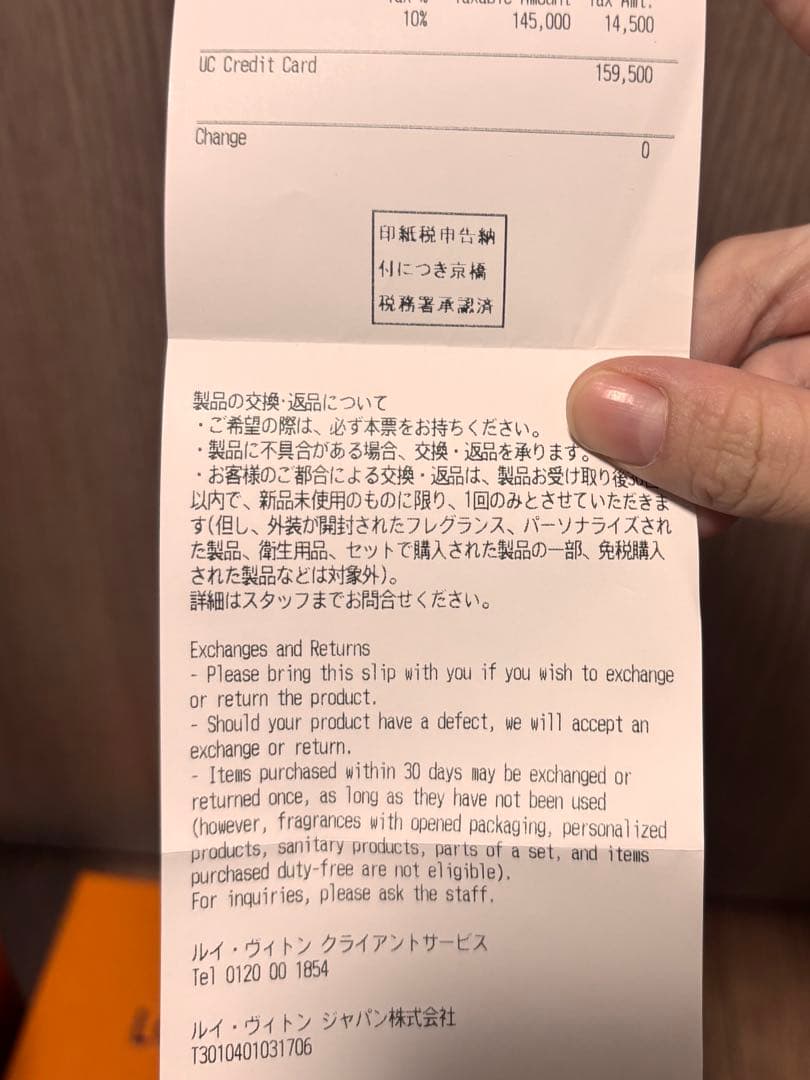 Tax % Taxable Amount Tax Amt.
10% 145,000 14,500
UC Credit Card 159,500
Change 0
印紙税申告納
付につき京橋
税務署承認済
製品の交換･返品について
・ご希望の際は、必ず本票をお持ちください。
・製品に不具合がある場合、交換・返品を承ります。
・お客様のご都合による交換・返品は、製品お受け取り後30日
以内で、新品未使用のものに限り、1回のみとさせていただきま
す(但し、外装が開封されたフレグランス、パーソナライズされ
た製品、衛生用品、セットで購入された製品の一部、免税購入
された製品などは対象外)。
詳細はスタッフまでお問合せください。
Exchanges and Returns
- Please bring this slip with you if you wish to exchange
or return the product.
- Should your product have a defect, we will accept an
exchange or return.
- Items purchased within 30 days may be exchanged or
returned once, as long as they have not been used
(however, fragrances with opened packaging, personalized
products, sanitary products, parts of a set, and items
purchased duty-free are not eligible).
For inquiries, please ask the staff.
ルイ・ヴィトン クライアントサービス
Tel 0120 00 1854
ルイ・ヴィトン ジャパン株式会社
T3010401031706